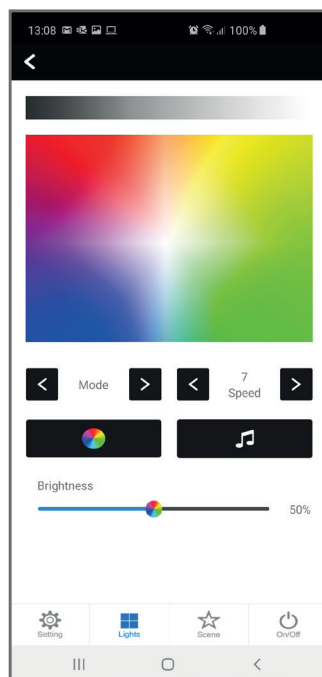 13:08 100%
Mode 7
Speed
Brightness
50%
Setting Lights Scene On/Off